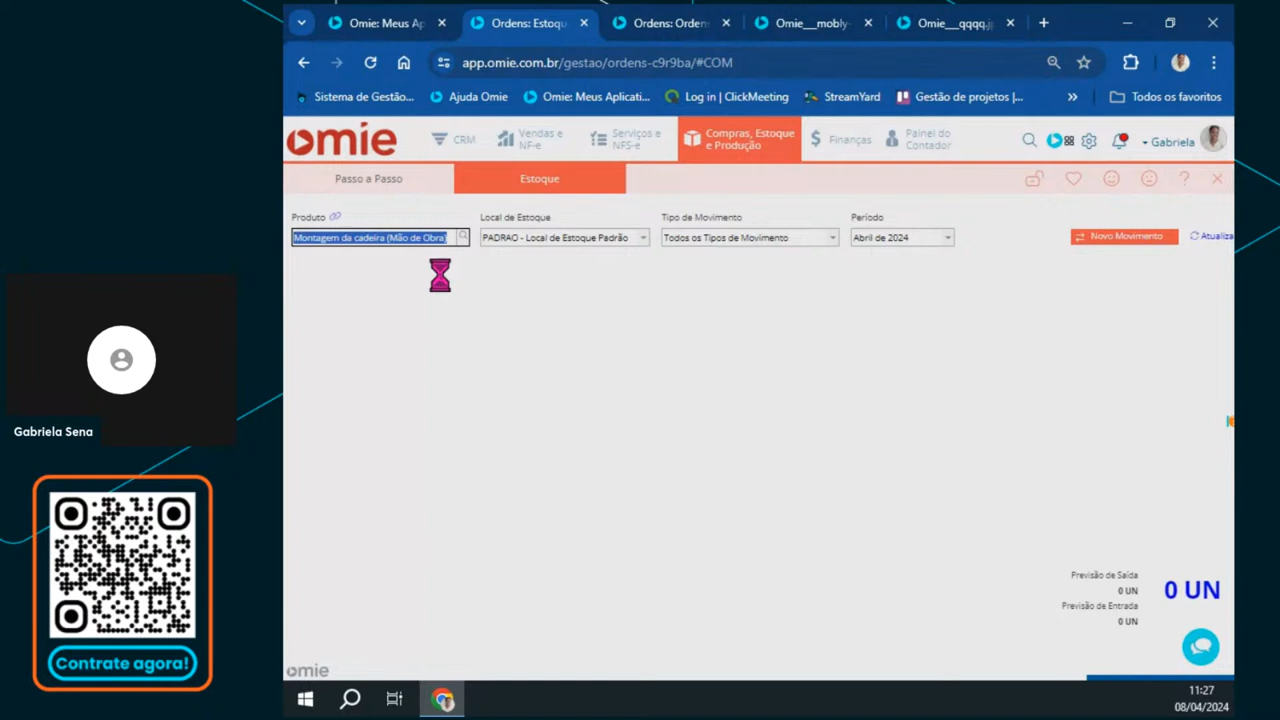 Omie: Meus Ap
Ordens: Estoqu
Ordens: Orden
Omie__mobly-
Omie__qqqq.jp
app.omie.com.br/gestao/ordens-c9r9ba/#COM
Sistema de Gestão...
Ajuda Omie
Omie: Meus Aplicati...
Log in | ClickMeeting
StreamYard
Gestão de projetos |...
Todos os favoritos
omie
CRM
Vendas e
NF-e
Serviços e
NFS-e
Compras, Estoque
e Produção
Finanças
Painel do
Contador
Gabriela
Passo a Passo
Estoque
Produto
Local de Estoque
Tipo de Movimento
Período
Montagem da cadeira (Mão de Obra)
PADRAO - Local de Estoque Padrão
Todos os Tipos de Movimento
Abril de 2024
Novo Movimento
Atualiza
Gabriela Sena
Previsão de Saída
0 UN
Previsão de Entrada
0 UN
0 UN
Contrate agora!
omie
11:27
08/04/2024